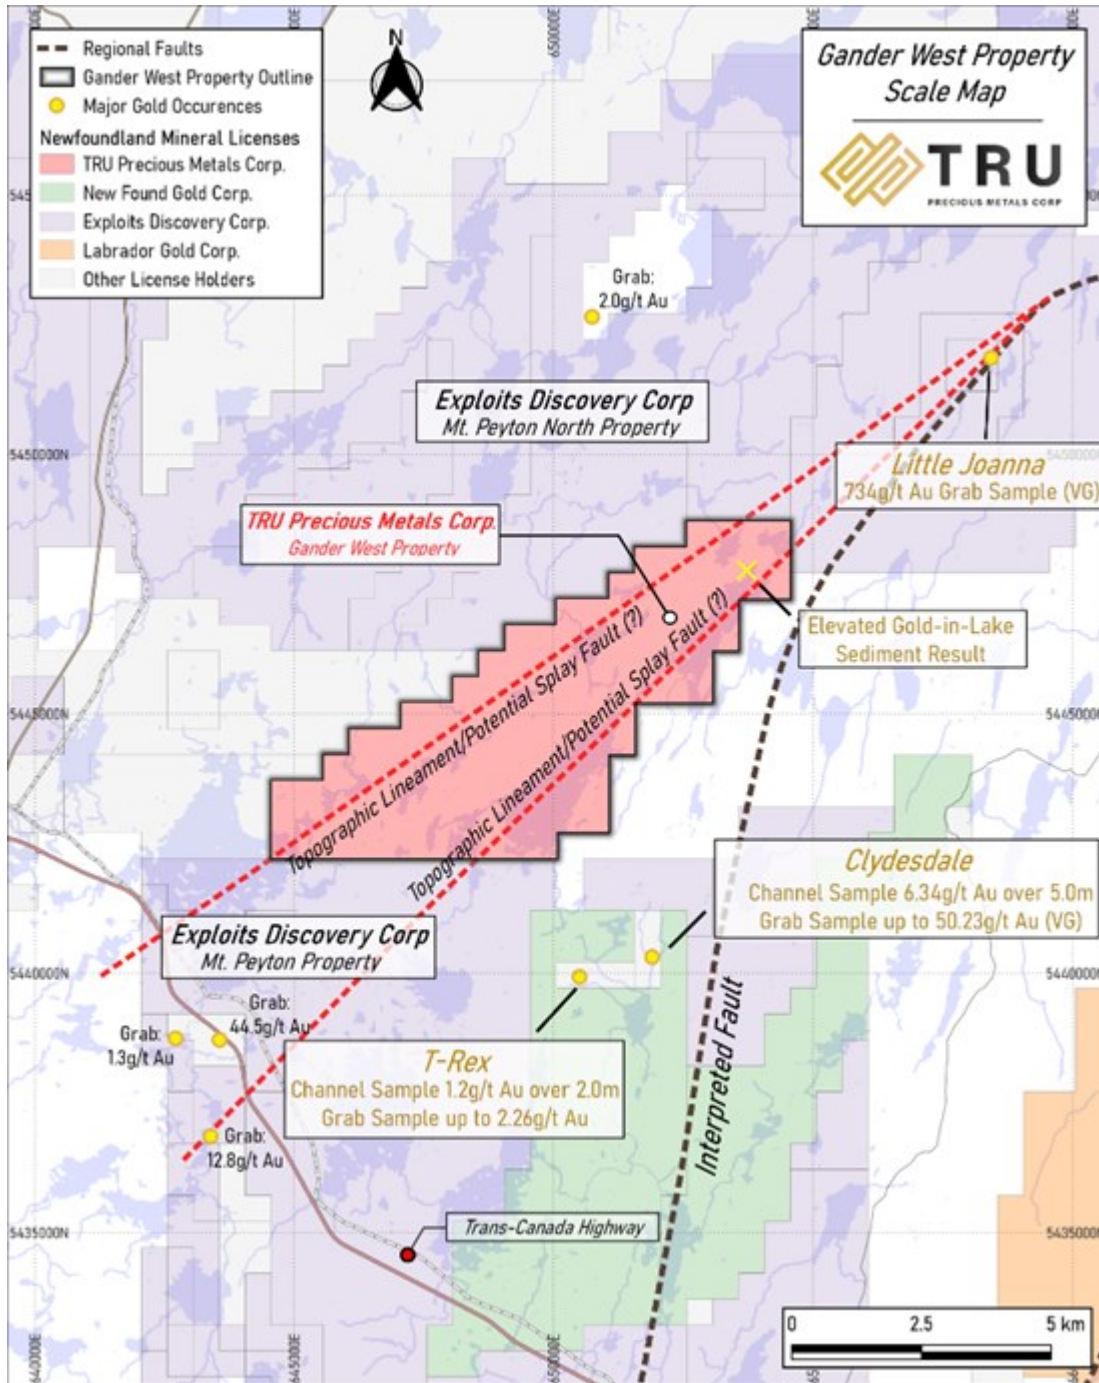 Regional Faults
Gander West Property Outline
Major Gold Occurences
Newfoundland Mineral Licenses
TRU Precious Metals Corp.
New Found Gold Corp.
Exploits Discovery Corp.
Labrador Gold Corp.
Other License Holders
N
650000E
Gander West Property
Scale Map
TRU
PRECIOUS METALS CORP
Grab:
2.0g/t Au
Exploits Discovery Corp
Mt. Peyton North Property
5450000N
Little Joanna
734g/t Au Grab Sample (VG)
TRU Precious Metals Corp.
Gander West Property
Elevated Gold-in-Lake
Sediment Result
Topographic Lineament/Potential Splay Fault (?)
Topographic Lineament/Potential Splay Fault (?)
5445000N
5445000N
Clydesdale
Channel Sample 6.34g/t Au over 5.0m
Grab Sample up to 50.23g/t Au (VG)
Exploits Discovery Corp
Mt. Peyton Property
5440000N
5440000N
Grab:
44.5g/t Au
Grab:
1.3g/t Au
T-Rex
Channel Sample 1.2g/t Au over 2.0m
Grab Sample up to 2.26g/t Au
Interpreted Fault
Grab:
12.8g/t Au
Trans-Canada Highway
5435000N
5435000N
0 2.5 5 km
640000E
645000E
650000E